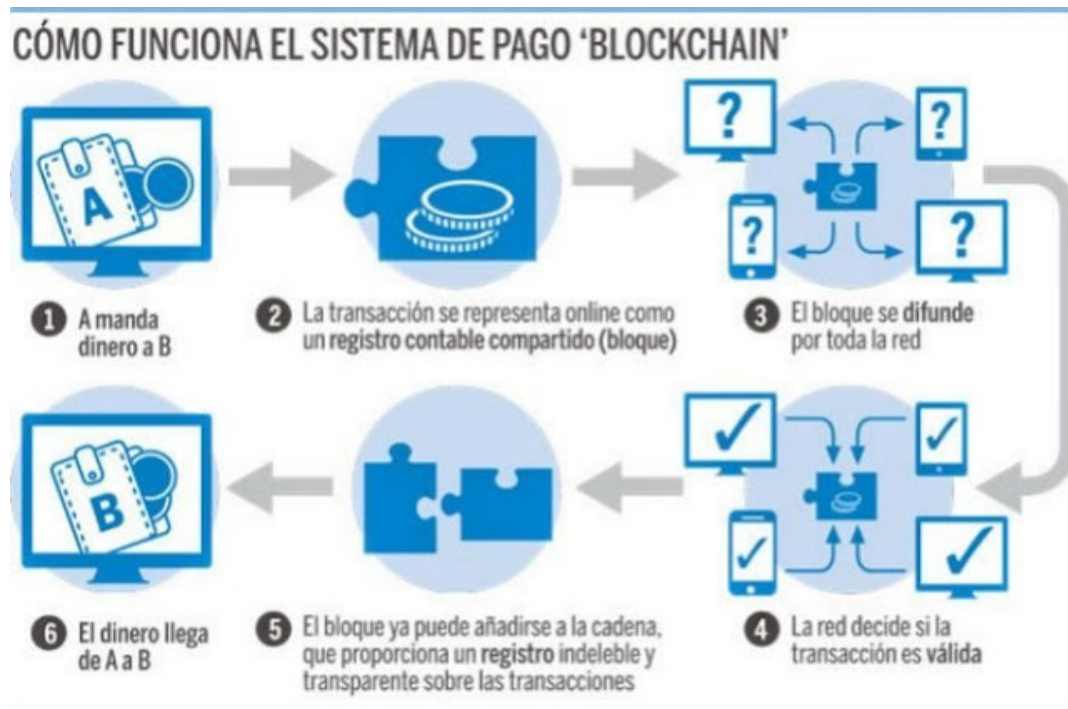 CÓMO FUNCIONA EL SISTEMA DE PAGO ‘BLOCKCHAIN’
A
1 A manda
dinero a B
2 La transacción se representa online como
un registro contable compartido (bloque)
?
?
?
?
3 El bloque se difunde
por toda la red
4 La red decide si la
transacción es válida
5 El bloque ya puede añadirse a la cadena,
que proporciona un registro indeleble y
transparente sobre las transacciones
B
6 El dinero llega
de A a B